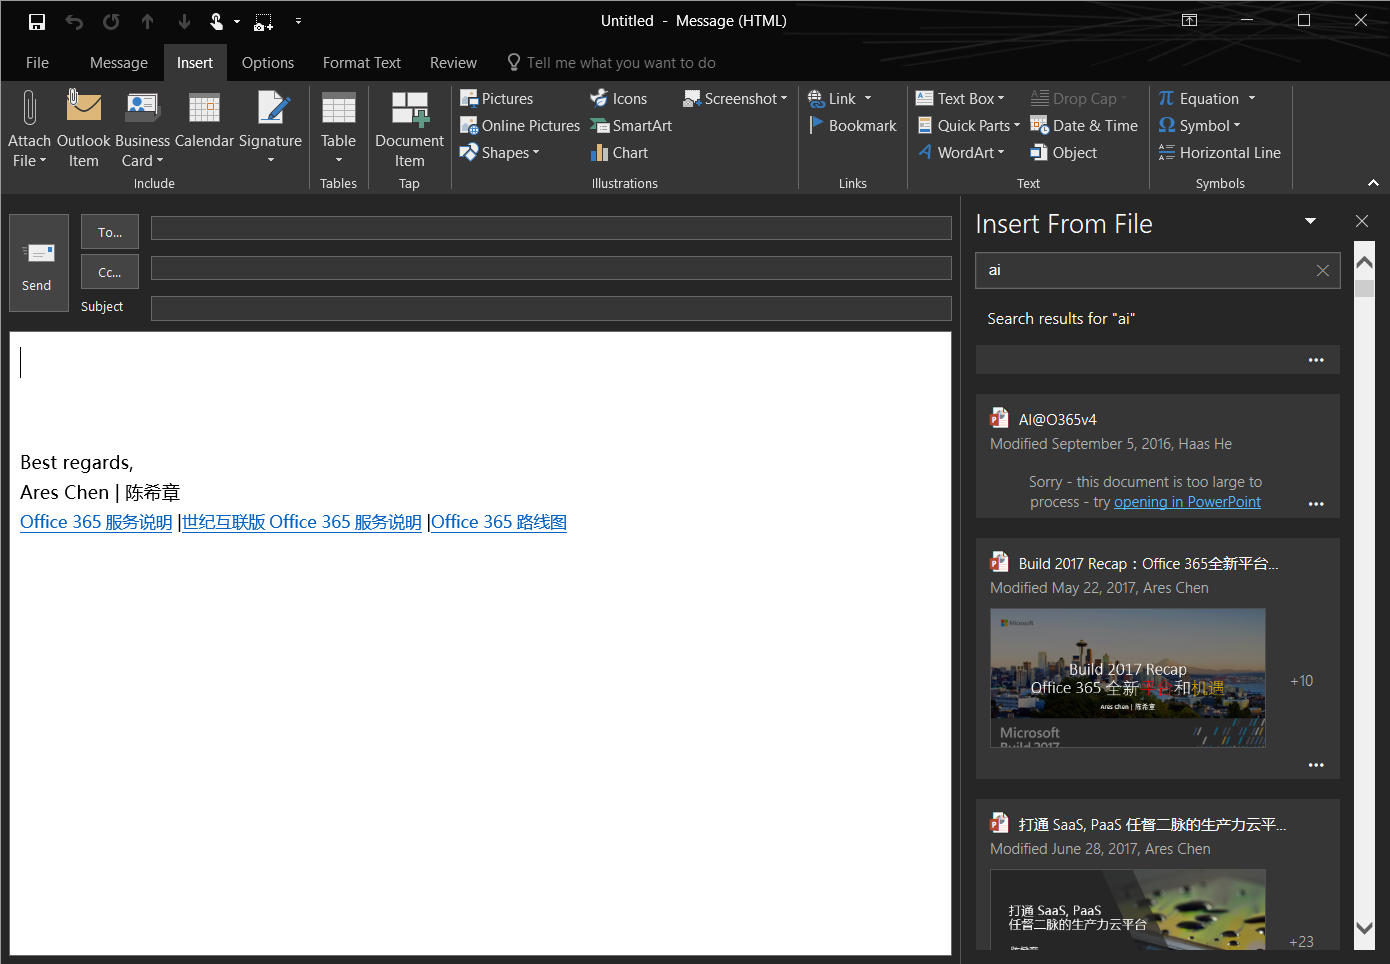 Untitled - Message (HTML)
File Message Insert Options Format Text Review Tell me what you want to do
Attach File
Outlook Item
Business Card
Calendar
Signature
Include
Table
Tables
Document Item
Tap
Pictures
Online Pictures
Shapes
Icons
SmartArt
Chart
Screenshot
Illustrations
Link
Bookmark
Links
Text Box
Quick Parts
WordArt
Drop Cap
Date & Time
Object
Text
Equation
Symbol
Horizontal Line
Symbols
Send
To...
Cc...
Subject
Best regards,
Ares Chen | 陈希章
Office 365 服务说明 |世纪互联版 Office 365 服务说明 |Office 365 路线图
Insert From File
ai
Search results for "ai"
AI@O365v4
Modified September 5, 2016, Haas He
Sorry - this document is too large to
process - try opening in PowerPoint
Build 2017 Recap：Office 365全新平台...
Modified May 22, 2017, Ares Chen
Microsoft
Build 2017 Recap
Office 365 全新平台和机遇
Ares Chen | 陈希章
Microsoft
Build 2017
+10
打通 SaaS, PaaS 任督二脉的生产力云平...
Modified June 28, 2017, Ares Chen
打通 SaaS, PaaS
任督二脉的生产力云平台
陈希章
+23